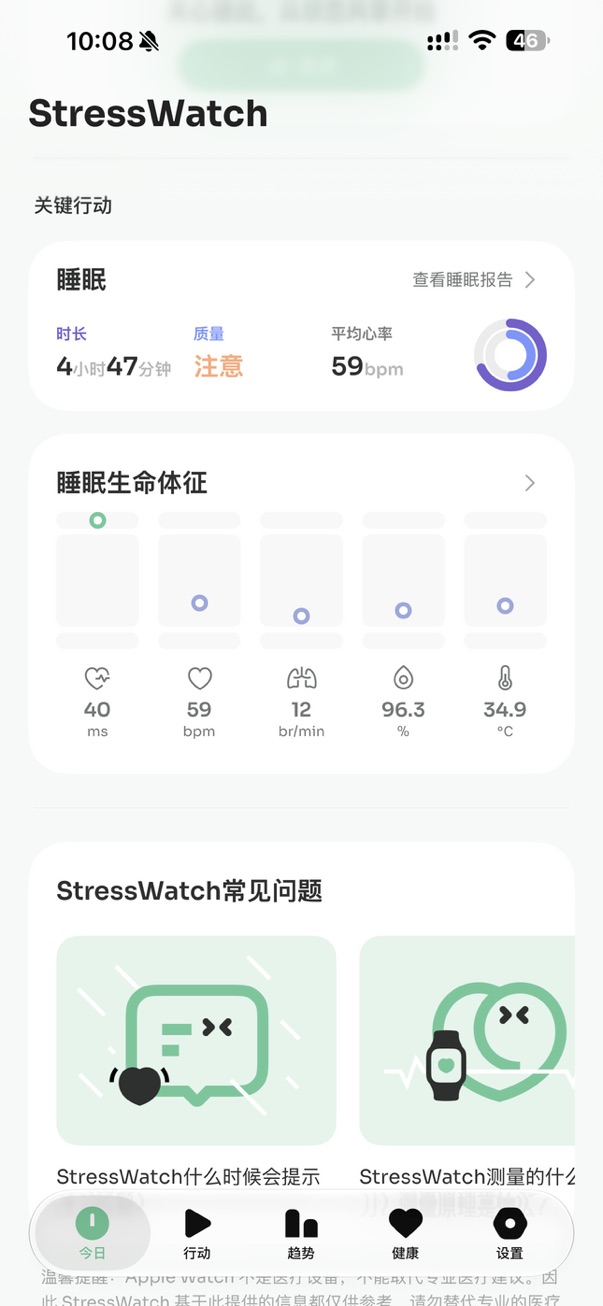 10:08
46
StressWatch
关键行动
睡眠
查看睡眠报告
时长
质量
平均心率
4小时47分钟
注意
59bpm
睡眠生命体征
40
59
12
96.3
34.9
ms
bpm
br/min
%
°C
StressWatch常见问题
StressWatch什么时候会提示
StressWatch测量的什么
今日
行动
趋势
健康
设置
温馨提醒：Apple Watch 不是医疗设备，不能取代专业医疗建议。因
此 StressWatch 基于此提供的信息都仅供参考，请勿替代专业的医疗